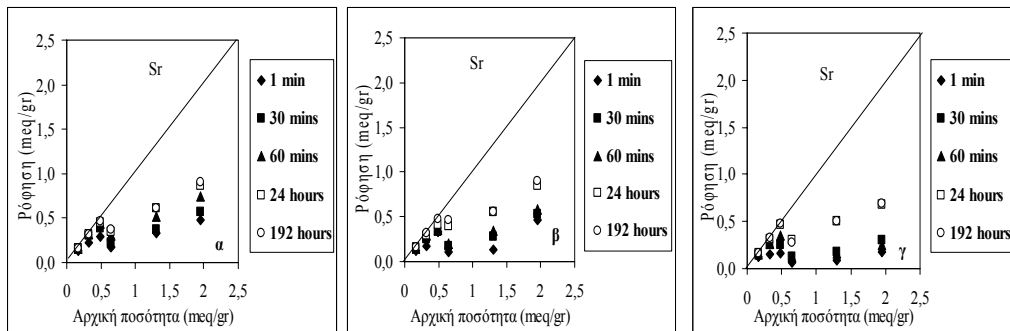 2,5
2,0
1,5
1,0
0,5
0,0
Ρόφηση (meq/gr)
Sr
α
0 0,5 1 1,5 2 2,5
Αρχική ποσότητα (meq/gr)
1 min
30 mins
60 mins
24 hours
192 hours
2,5
2,0
1,5
1,0
0,5
0,0
Ρόφηση (meq/gr)
Sr
β
0 0,5 1 1,5 2 2,5
Αρχική ποσότητα (meq/gr)
1 min
30 mins
60 mins
24 hours
192 hours
2,5
2,0
1,5
1,0
0,5
0,0
Ρόφηση (meq/gr)
Sr
γ
0 0,5 1 1,5 2 2,5
Αρχική ποσότητα (meq/gr)
1 min
30 mins
60 mins
24 hours
192 hours